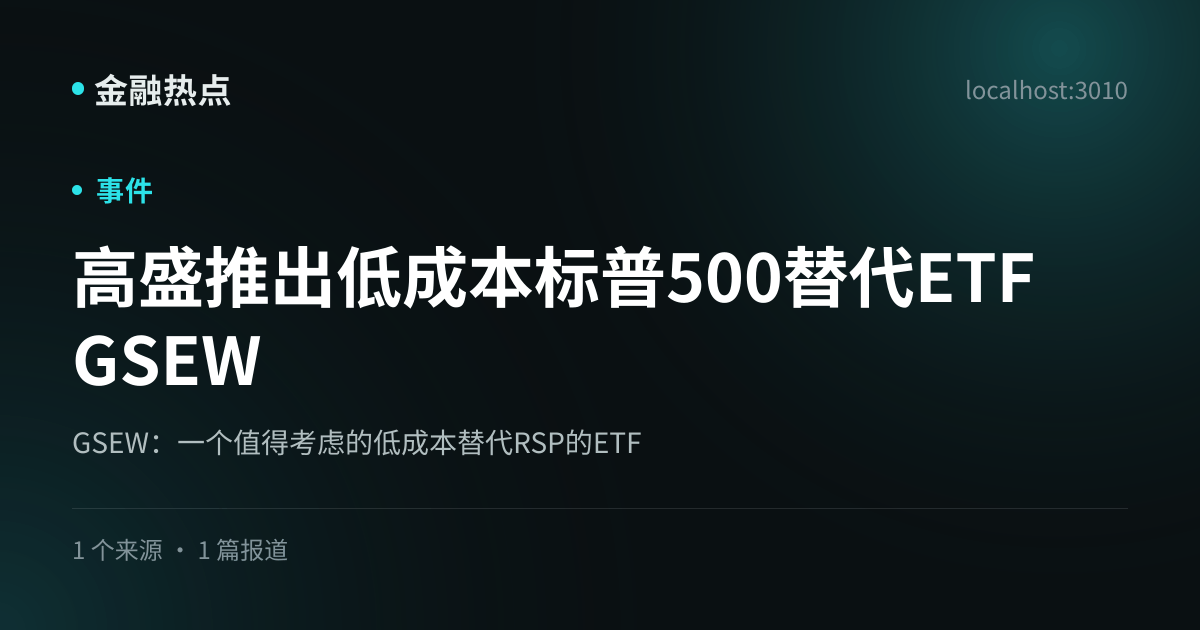 金融热点
localhost:3010
事件
高盛推出低成本标普500替代ETF
GSEW
GSEW：一个值得考虑的低成本替代RSP的ETF
1 个来源 · 1 篇报道